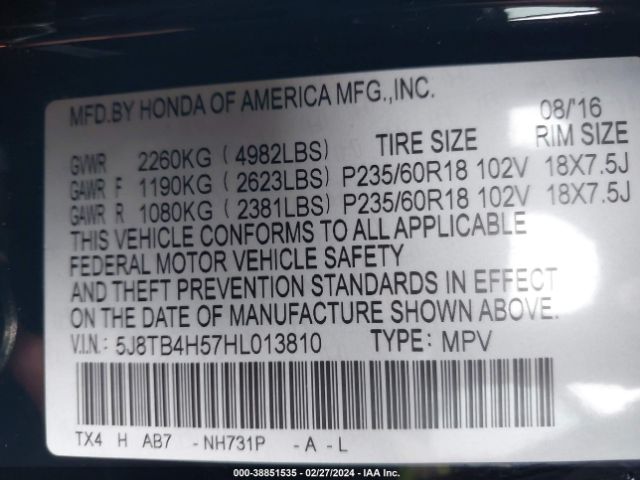 MFD.BY HONDA OF AMERICA MFG.,INC. 08/'16
TIRE SIZE RIM SIZE
GVWR 2260KG (4982LBS)
GAWR F 1190KG (2623LBS) P235/60R18 102V 18X7.5J
GAWR R 1080KG (2381LBS) P235/60R18 102V 18X7.5J
THIS VEHICLE CONFORMS TO ALL APPLICABLE
FEDERAL MOTOR VEHICLE SAFETY
AND THEFT PREVENTION STANDARDS IN EFFECT
ON THE DATE OF MANUFACTURE SHOWN ABOVE.
V.I.N: 5J8TB4H57HL013810 TYPE: MPV
TX4 H AB7 -NH731P -A-L
000-38851535 - 02/27/2024 - IAA Inc.